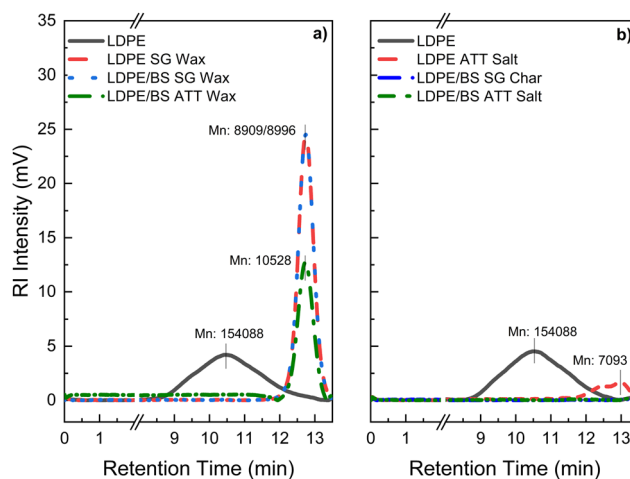 35
30
25
20
15
10
5
0
RI Intensity (mV)
a)
LDPE
LDPE SG Wax
LDPE/BS SG Wax
LDPE/BS ATT Wax
Mn: 8909/8996
Mn: 10528
Mn: 154088
0 1 9 10 11 12 13
Retention Time (min)
b)
LDPE
LDPE ATT Salt
LDPE/BS SG Char
LDPE/BS ATT Salt
Mn: 154088
Mn: 7093
0 1 9 10 11 12 13
Retention Time (min)